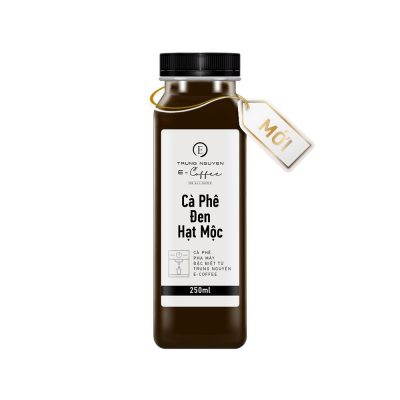 MỚI
E
TRUNG NGUYEN
E-Coffee
Cà Phê
Đen
Hạt Mộc
CÀ PHÊ
PHA MÁY
ĐẶC BIỆT TỪ
TRUNG NGUYÊN
E-COFFEE
250ml